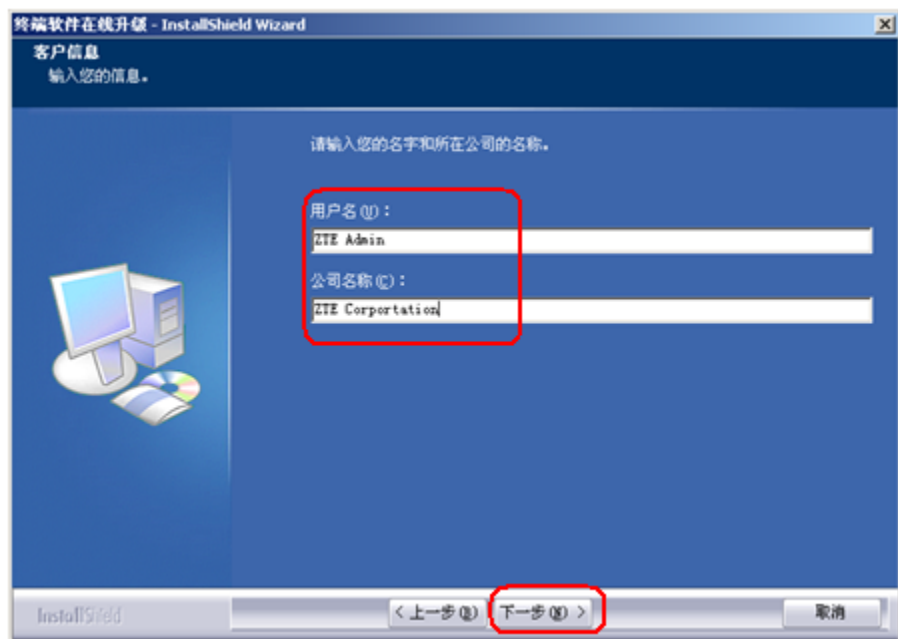 终端软件在线升级 - InstallShield Wizard
客户信息
输入您的信息。
请输入您的名字和所在公司的名称。
用户名(U)：
ZTE Admin
公司名称(C)：
ZTE Corportation
InstallShield
< 上一步(B)
下一步(N) >
取消